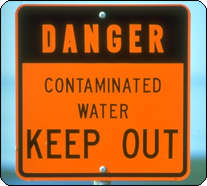 DANGER
CONTAMINATED
WATER
KEEP OUT